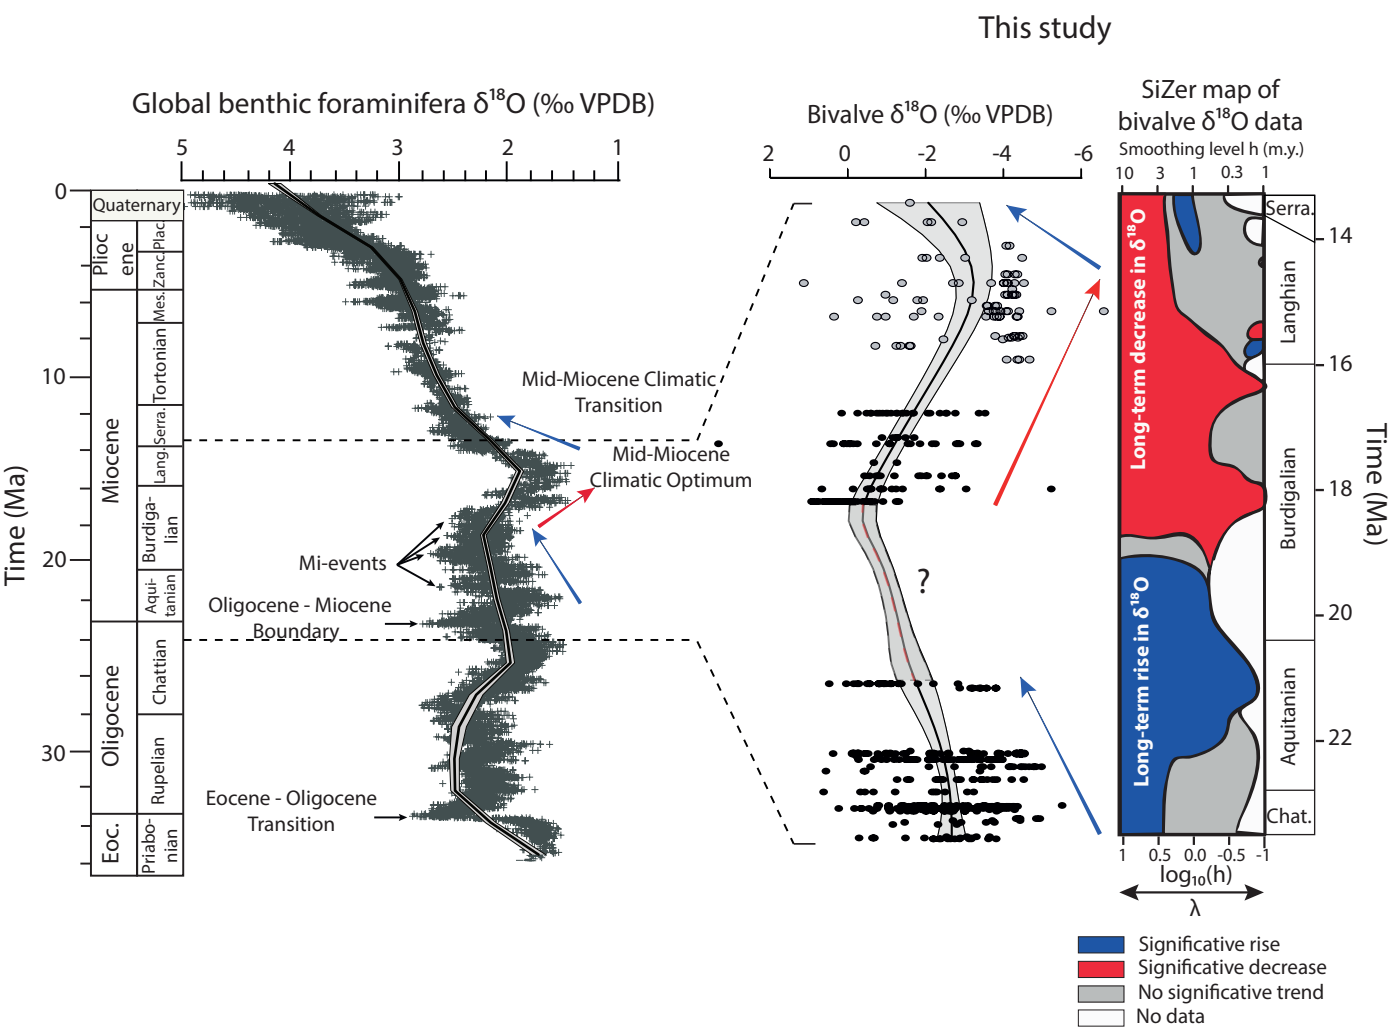 This study
Global benthic foraminifera δ¹⁸O (‰ VPDB)
5 4 3 2 1
Bivalve δ¹⁸O (‰ VPDB)
2 0 -2 -4 -6
SiZer map of
bivalve δ¹⁸O data
Smoothing level h (m.y.)
10 3 1 0.3 1
Time (Ma)
0
10
20
30
Quaternary
Plioc
ene
Miocene
Oligocene
Eoc.
Plac.
Zanc.
Mes.
Tortonian
Serra.
Lang.
Burdiga-
lian
Aqui-
tanian
Chattian
Rupelian
Priabo-
nian
Mid-Miocene Climatic
Transition
Mid-Miocene
Climatic Optimum
Mi-events
Oligocene - Miocene
Boundary
Eocene - Oligocene
Transition
?
Long-term decrease in δ¹⁸O
Long-term rise in δ¹⁸O
Serra.
Langhian
Burdigalian
Aquitanian
Chat.
14
16
18
20
22
Time (Ma)
1 0.5 0.0 -0.5 -1
log₁₀(h)
λ
Significative rise
Significative decrease
No significative trend
No data